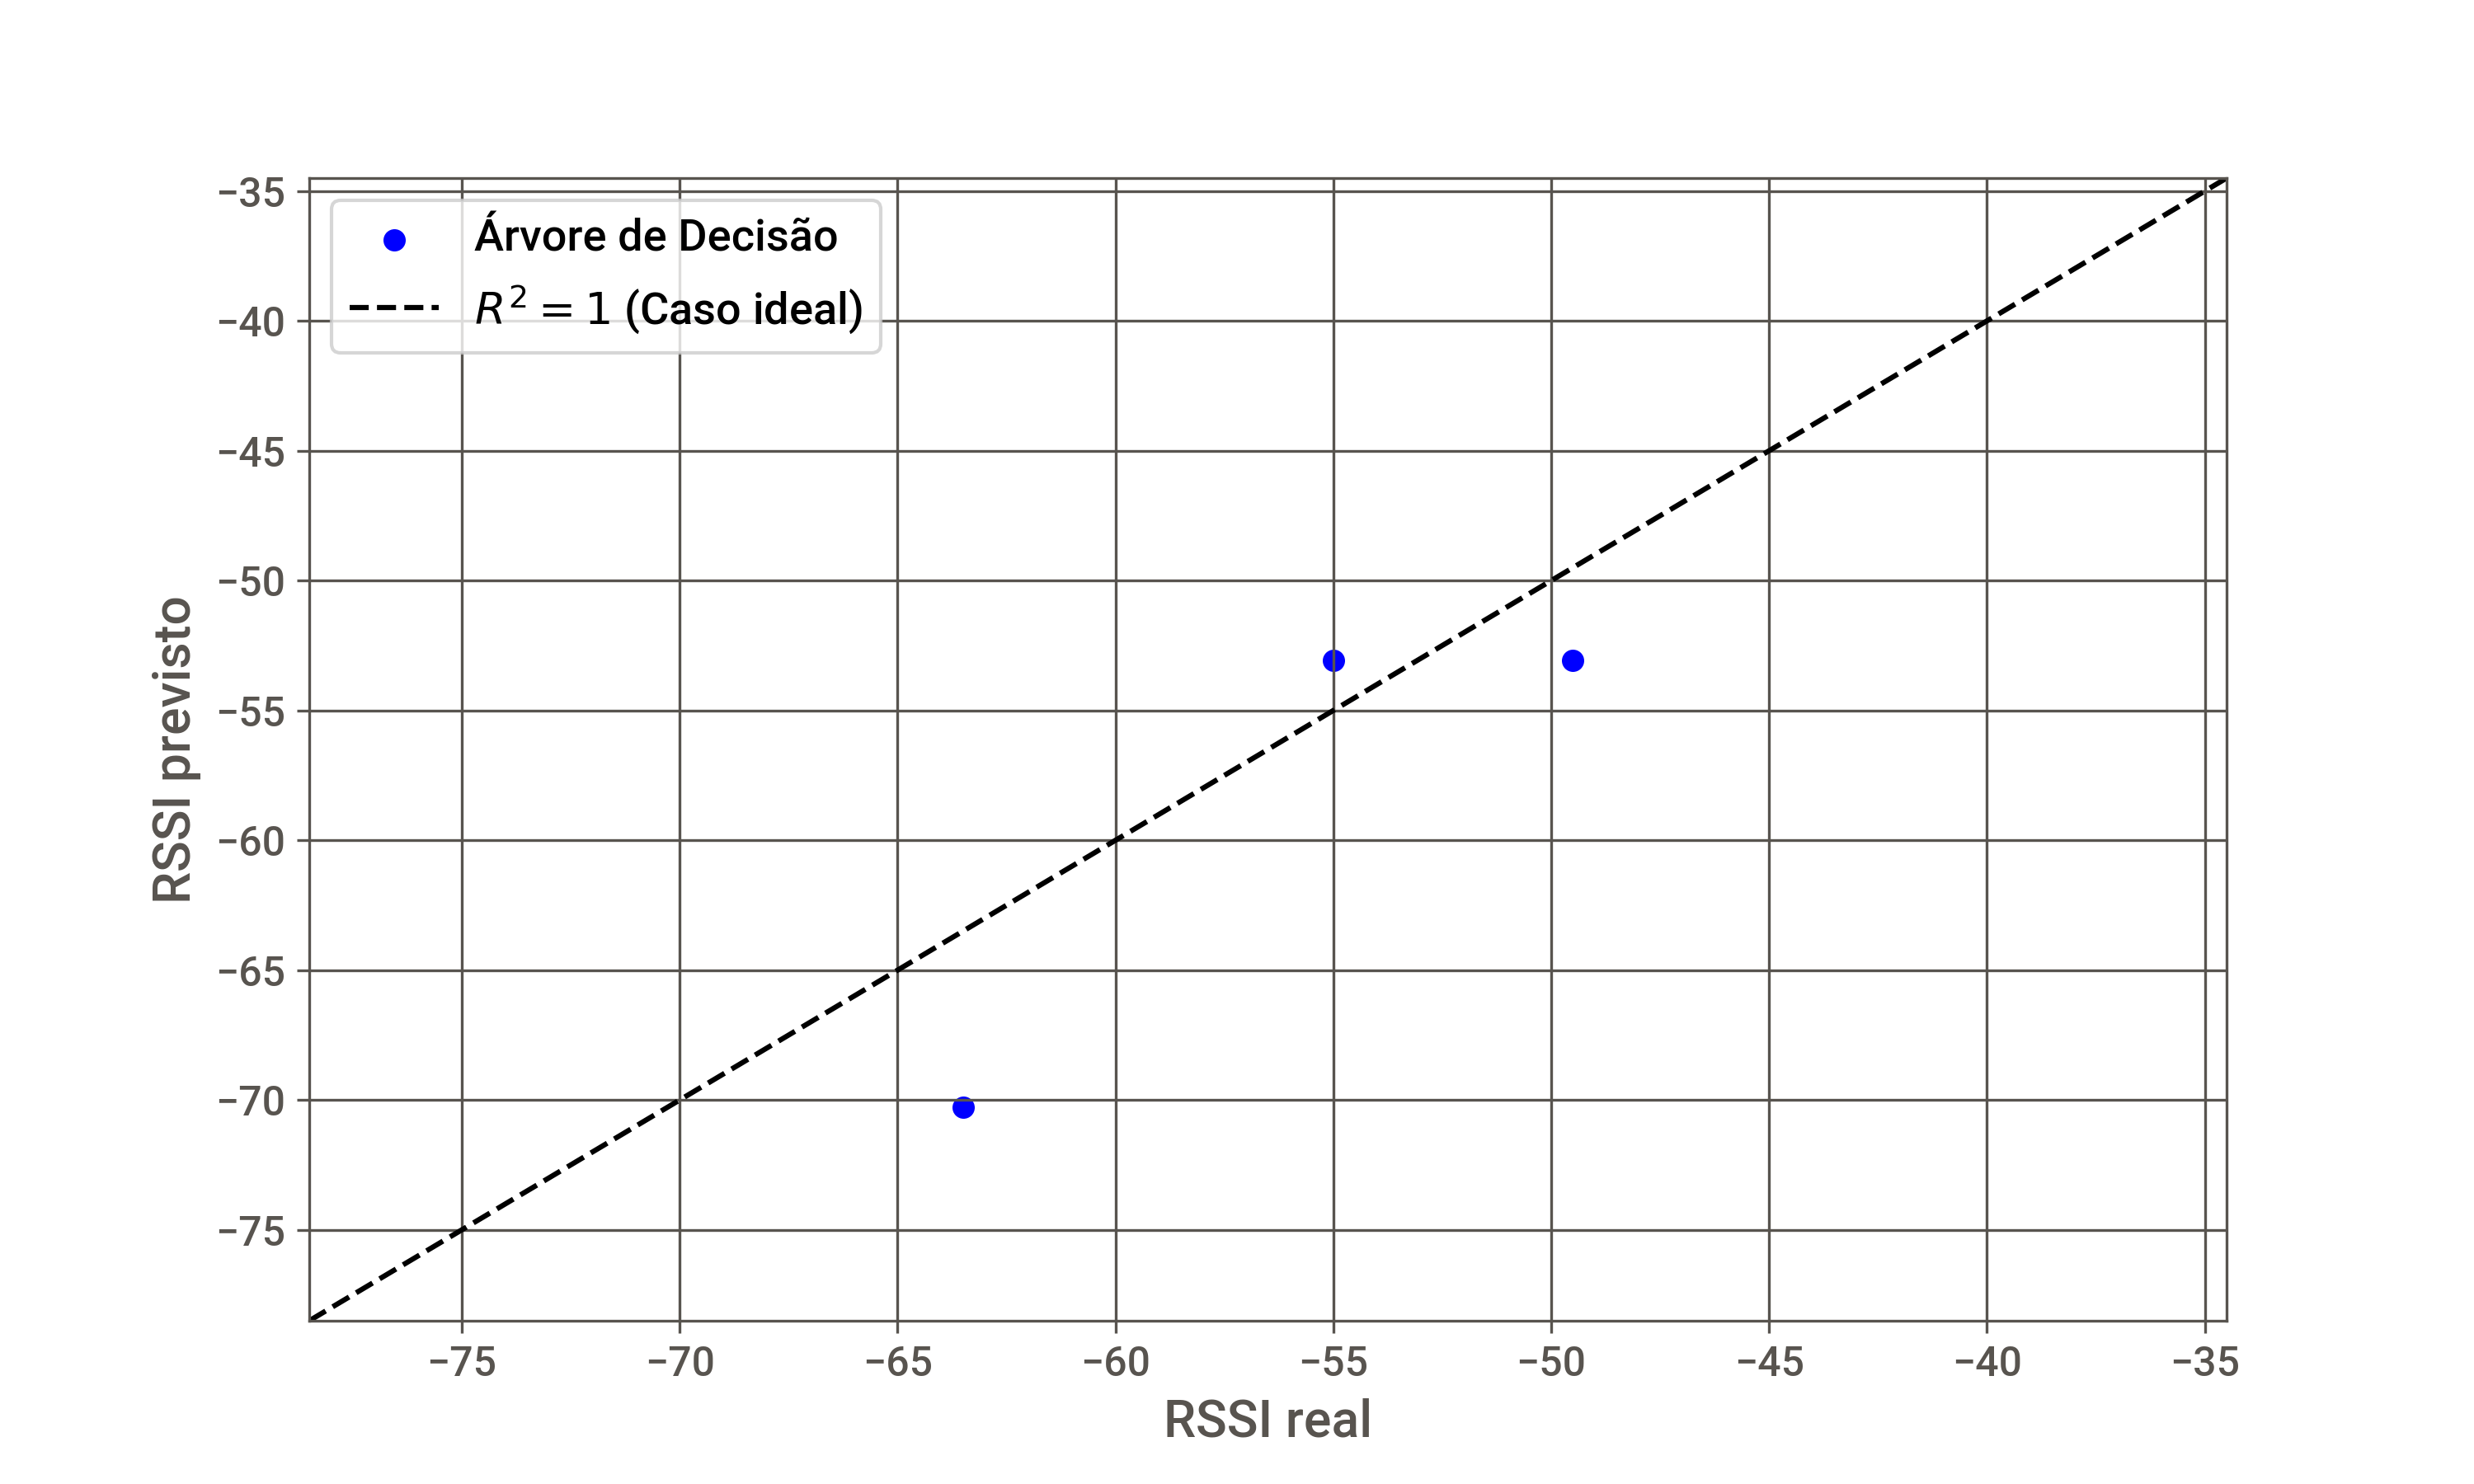 −35
−40
−45
−50
−55
−60
−65
−70
−75
RSSI previsto
Árvore de Decisão
R² = 1 (Caso ideal)
−75 −70 −65 −60 −55 −50 −45 −40 −35
RSSI real